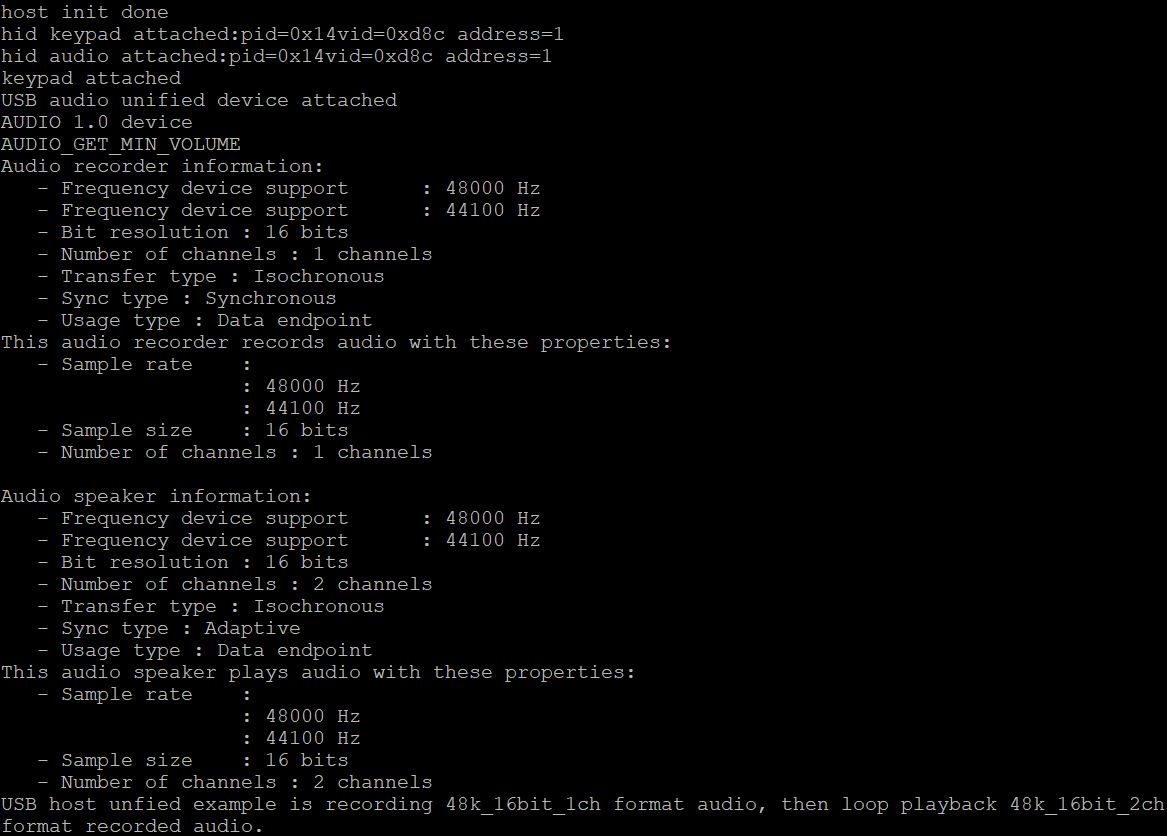 host init done
hid keypad attached:pid=0x14vid=0xd8c address=1
hid audio attached:pid=0x14vid=0xd8c address=1
keypad attached
USB audio unified device attached
AUDIO 1.0 device
AUDIO_GET_MIN_VOLUME
Audio recorder information:
   - Frequency device support      : 48000 Hz
   - Frequency device support      : 44100 Hz
   - Bit resolution : 16 bits
   - Number of channels : 1 channels
   - Transfer type : Isochronous
   - Sync type : Synchronous
   - Usage type : Data endpoint
This audio recorder records audio with these properties:
   - Sample rate    :
                    : 48000 Hz
                    : 44100 Hz
   - Sample size    : 16 bits
   - Number of channels : 1 channels

Audio speaker information:
   - Frequency device support      : 48000 Hz
   - Frequency device support      : 44100 Hz
   - Bit resolution : 16 bits
   - Number of channels : 2 channels
   - Transfer type : Isochronous
   - Sync type : Adaptive
   - Usage type : Data endpoint
This audio speaker plays audio with these properties:
   - Sample rate    :
                    : 48000 Hz
                    : 44100 Hz
   - Sample size    : 16 bits
   - Number of channels : 2 channels
USB host unfied example is recording 48k_16bit_1ch format audio, then loop playback 48k_16bit_2ch
format recorded audio.